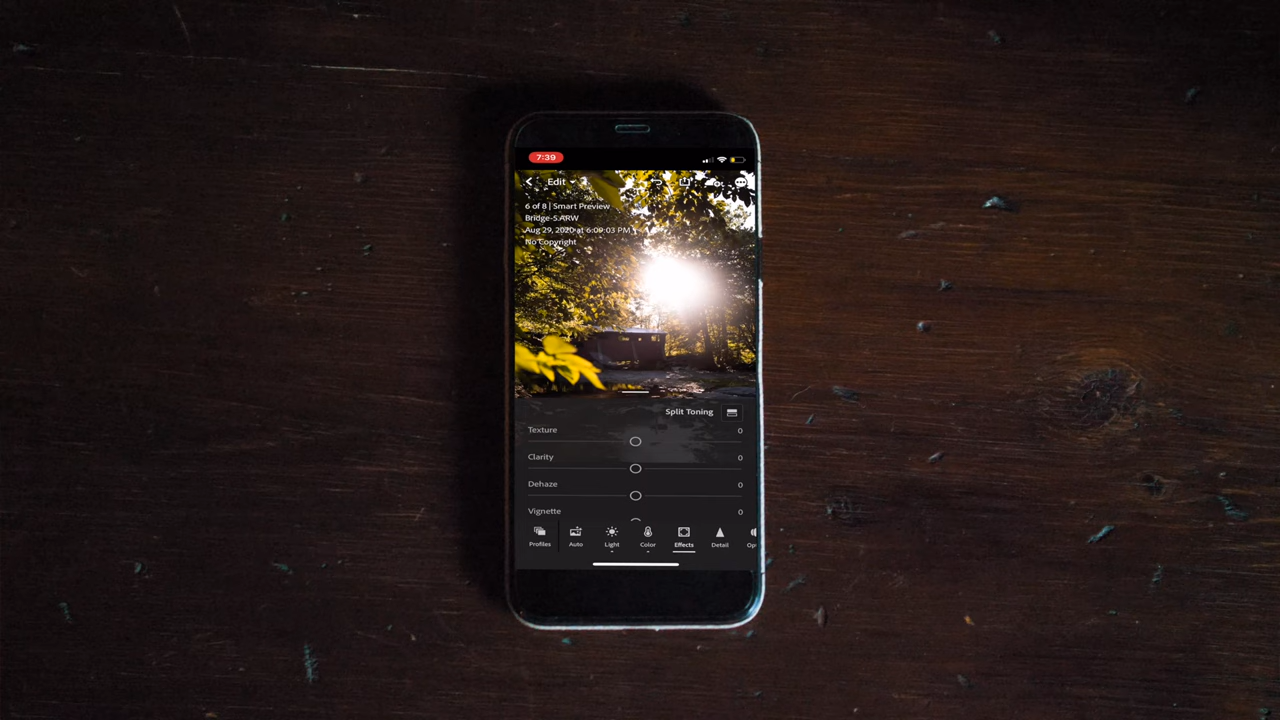 7:39
Edit
6 of 8 | Smart Preview
Bridge-5.ARW
Aug 29, 2020 at 6:09:03 PM
No Copyright
Split Toning
Texture 0
Clarity 0
Dehaze 0
Vignette 0
Profiles Auto Light Color Effects Detail